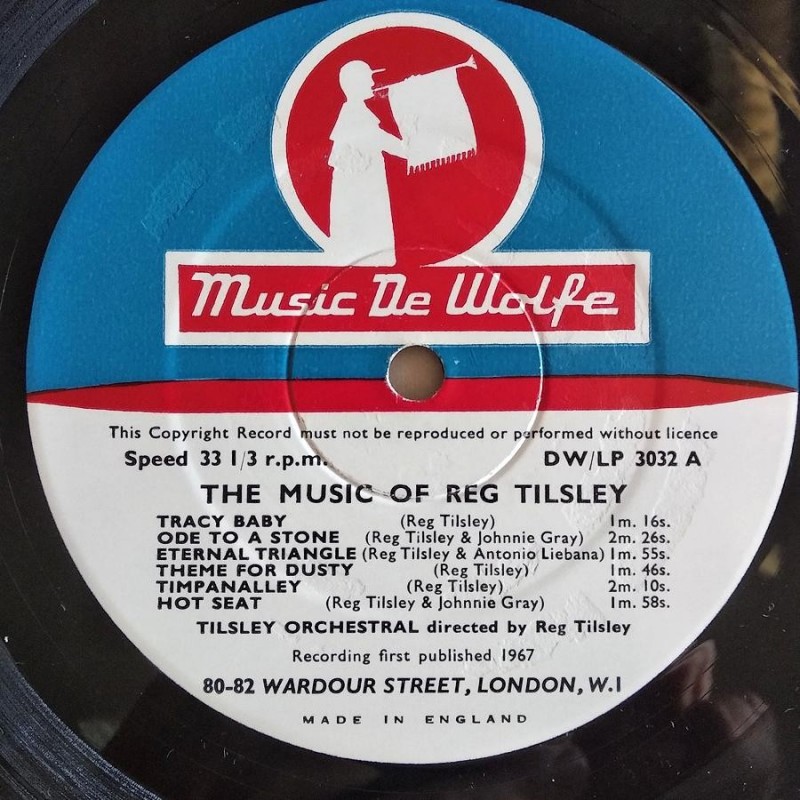 Music De Wolfe
This Copyright Record must not be reproduced or performed without licence
Speed 33 1/3 r.p.m. DW/LP 3032 A
THE MUSIC OF REG TILSLEY
TRACY BABY (Reg Tilsley) 1m. 16s.
ODE TO A STONE (Reg Tilsley & Johnnie Gray) 2m. 26s.
ETERNAL TRIANGLE (Reg Tilsley & Antonio Liebana) 1m. 55s.
THEME FOR DUSTY (Reg Tilsley) 1m. 46s.
TIMPANALLEY (Reg Tilsley) 2m. 10s.
HOT SEAT (Reg Tilsley & Johnnie Gray) 1m. 58s.
TILSLEY ORCHESTRAL directed by Reg Tilsley
Recording first published 1967
80-82 WARDOUR STREET, LONDON, W.1
MADE IN ENGLAND